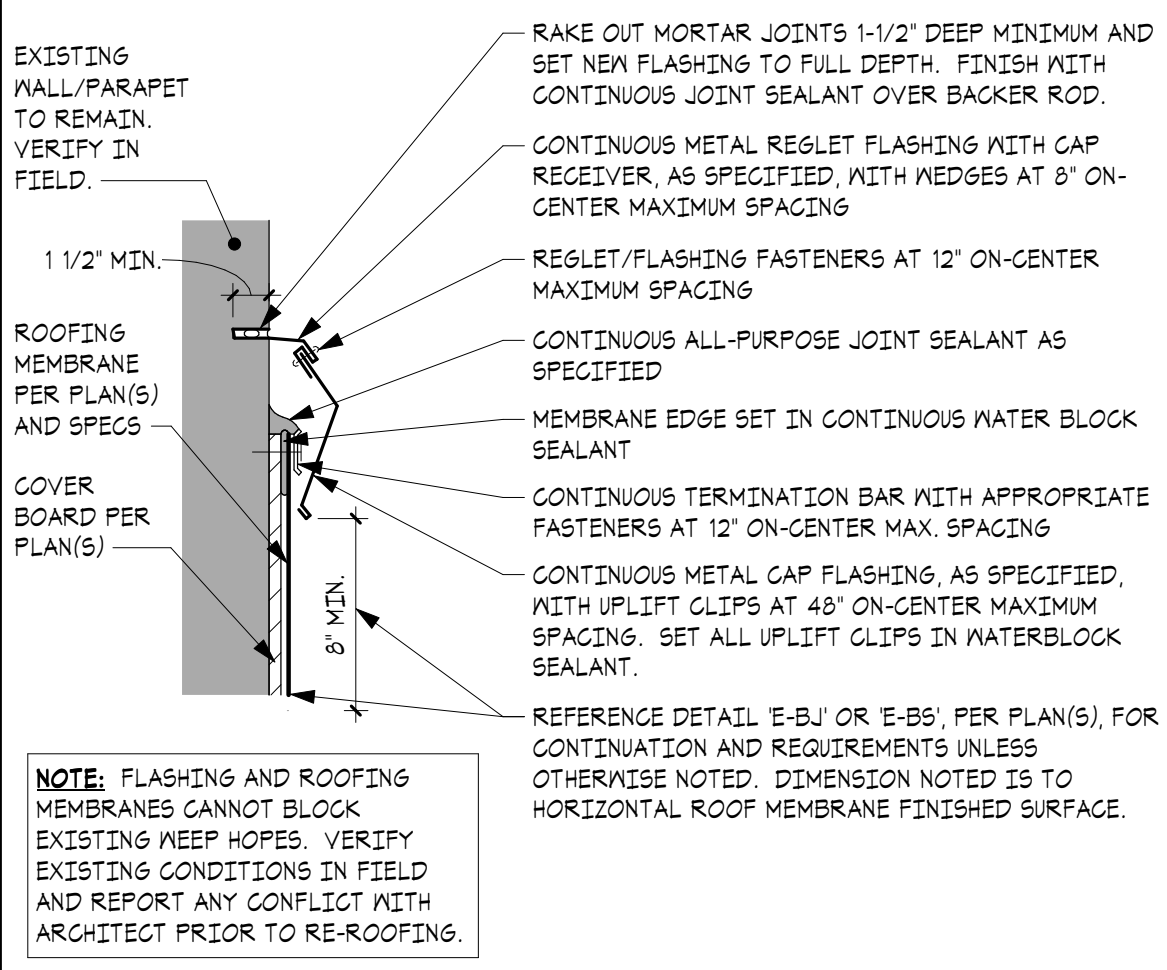 EXISTING
WALL/PARAPET
TO REMAIN.
VERIFY IN
FIELD.
1 1/2" MIN.
ROOFING
MEMBRANE
PER PLAN(S)
AND SPECS
COVER
BOARD PER
PLAN(S)
8" MIN.
RAKE OUT MORTAR JOINTS 1-1/2" DEEP MINIMUM AND
SET NEW FLASHING TO FULL DEPTH. FINISH WITH
CONTINUOUS JOINT SEALANT OVER BACKER ROD.
CONTINUOUS METAL REGLET FLASHING WITH CAP
RECEIVER, AS SPECIFIED, WITH WEDGES AT 8" ON-
CENTER MAXIMUM SPACING
REGLET/FLASHING FASTENERS AT 12" ON-CENTER
MAXIMUM SPACING
CONTINUOUS ALL-PURPOSE JOINT SEALANT AS
SPECIFIED
MEMBRANE EDGE SET IN CONTINUOUS WATER BLOCK
SEALANT
CONTINUOUS TERMINATION BAR WITH APPROPRIATE
FASTENERS AT 12" ON-CENTER MAX. SPACING
CONTINUOUS METAL CAP FLASHING, AS SPECIFIED,
WITH UPLIFT CLIPS AT 48" ON-CENTER MAXIMUM
SPACING. SET ALL UPLIFT CLIPS IN WATERBLOCK
SEALANT.
REFERENCE DETAIL 'E-BJ' OR 'E-BS', PER PLAN(S), FOR
CONTINUATION AND REQUIREMENTS UNLESS
OTHERWISE NOTED. DIMENSION NOTED IS TO
HORIZONTAL ROOF MEMBRANE FINISHED SURFACE.
NOTE: FLASHING AND ROOFING
MEMBRANES CANNOT BLOCK
EXISTING WEEP HOPES. VERIFY
EXISTING CONDITIONS IN FIELD
AND REPORT ANY CONFLICT WITH
ARCHITECT PRIOR TO RE-ROOFING.